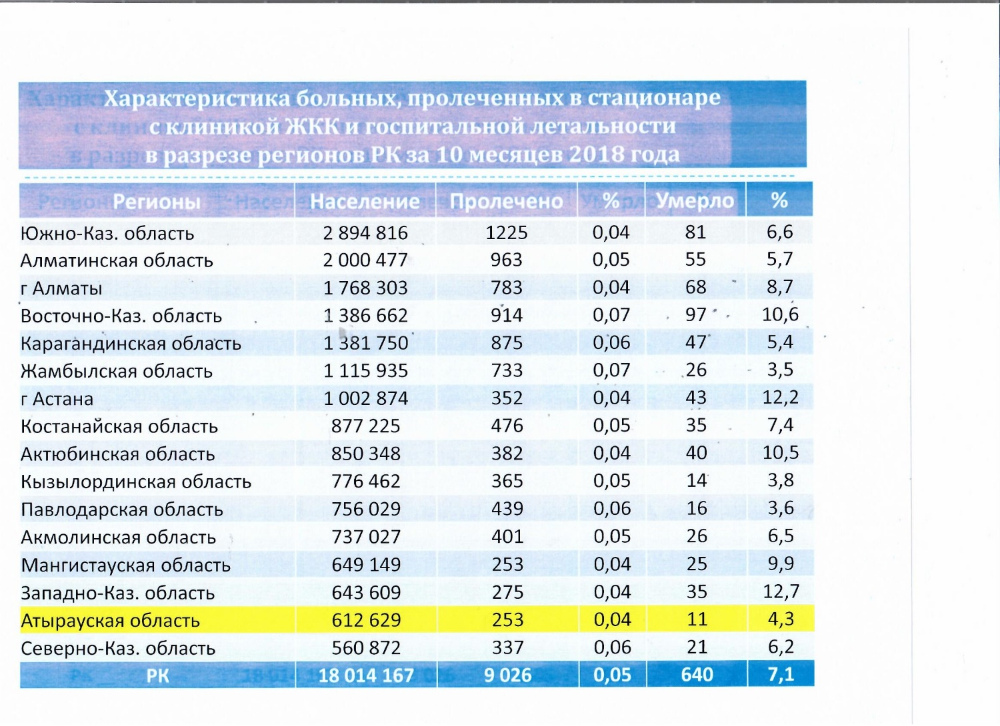 Характеристика больных, пролеченных в стационаре
с клиникой ЖКК и госпитальной летальности
в разрезе регионов РК за 10 месяцев 2018 года
Регионы Население Пролечено % Умерло %
Южно-Каз. область 2 894 816 1225 0,04 81 6,6
Алматинская область 2 000 477 963 0,05 55 5,7
г Алматы 1 768 303 783 0,04 68 8,7
Восточно-Каз. область 1 386 662 914 0,07 97 10,6
Карагандинская область 1 381 750 875 0,06 47 5,4
Жамбылская область 1 115 935 733 0,07 26 3,5
г Астана 1 002 874 352 0,04 43 12,2
Костанайская область 877 225 476 0,05 35 7,4
Актюбинская область 850 348 382 0,04 40 10,5
Кызылординская область 776 462 365 0,05 14 3,8
Павлодарская область 756 029 439 0,06 16 3,6
Акмолинская область 737 027 401 0,05 26 6,5
Мангистауская область 649 149 253 0,04 25 9,9
Западно-Каз. область 643 609 275 0,04 35 12,7
Атырауская область 612 629 253 0,04 11 4,3
Северно-Каз. область 560 872 337 0,06 21 6,2
РК 18 014 167 9 026 0,05 640 7,1